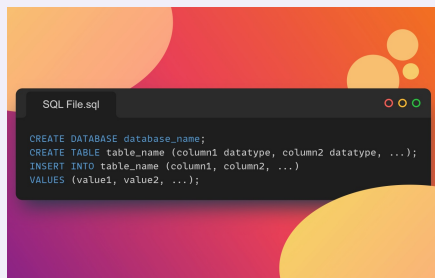 SQL File.sql
CREATE DATABASE database_name;
CREATE TABLE table_name (column1 datatype, column2 datatype, ...);
INSERT INTO table_name (column1, column2, ...)
VALUES (value1, value2, ...);